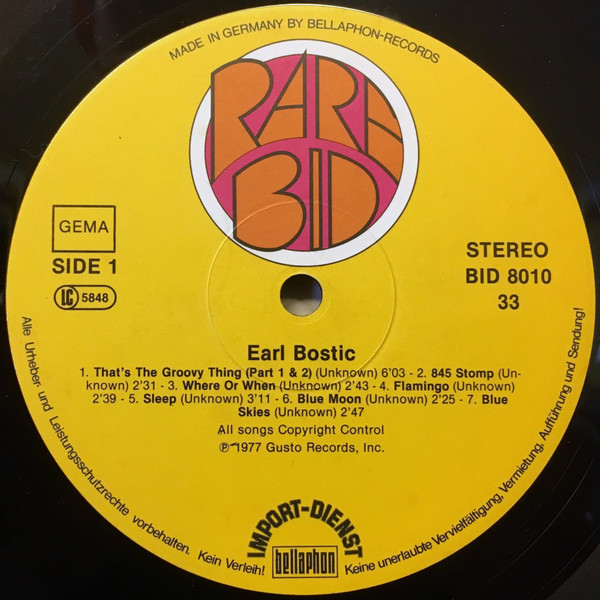 MADE IN GERMANY BY BELLAPHON-RECORDS
RARE
BID
GEMA
SIDE 1
LC 5848
STEREO
BID 8010
33
Earl Bostic
1. That's The Groovy Thing (Part 1 & 2) (Unknown) 6'03 - 2. 845 Stomp (Un-
known) 2'31 - 3. Where Or When (Unknown) 2'43 - 4. Flamingo (Unknown)
2'39 - 5. Sleep (Unknown) 3'11 - 6. Blue Moon (Unknown) 2'25 - 7. Blue
Skies (Unknown) 2'47
All songs Copyright Control
℗ 1977 Gusto Records, Inc.
IMPORT-DIENST
bellaphon
Alle Urheber und Leistungsschutzrechte vorbehalten. Kein Verleih! Keine unerlaubte Vervielfältigung, Vermietung, Aufführung und Sendung!